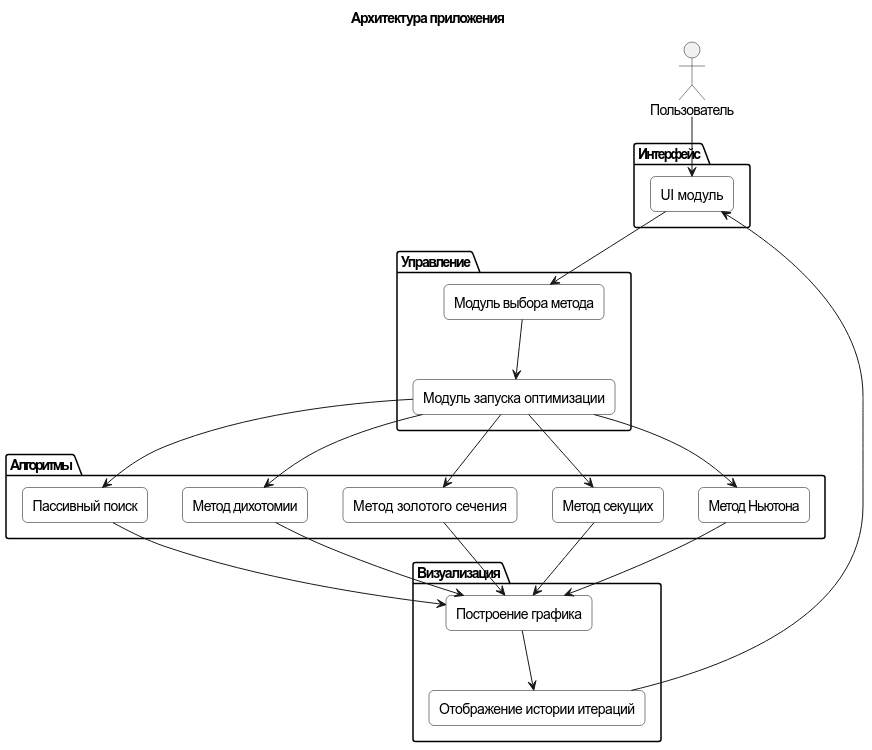 Архитектура приложения
Пользователь
Интерфейс
UI модуль
Управление
Модуль выбора метода
Модуль запуска оптимизации
Алгоритмы
Пассивный поиск
Метод дихотомии
Метод золотого сечения
Метод секущих
Метод Ньютона
Визуализация
Построение графика
Отображение истории итераций